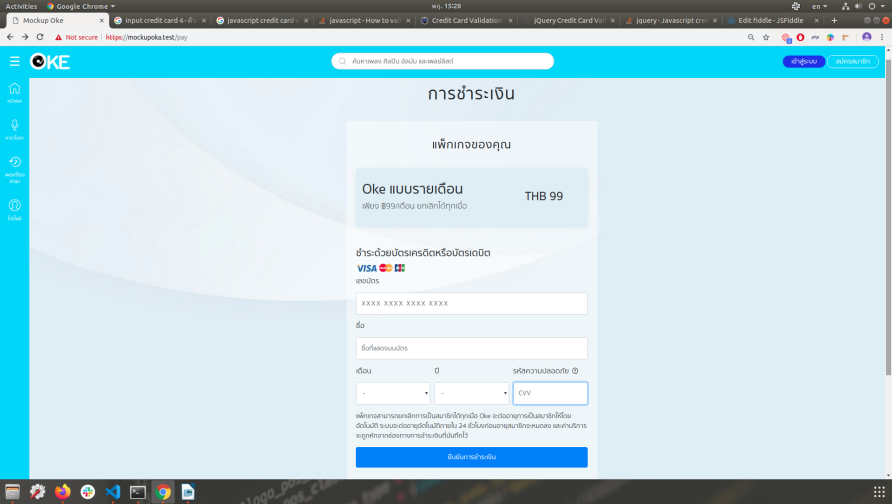 Activities
Google Chrome
พฤ. 15:28
en
Mockup Oke
input credit card 4 - ค้น
javascript credit card v
javascript - How to vali
Credit Card Validation
jQuery Credit Card Val
jquery - Javascript cre
Edit fiddle - JSFiddle
Not secure | https://mockupoka.test/pay
OKE
ค้นหาเพลง ศิลปิน อัลบั้ม และเพลย์ลิสต์
เข้าสู่ระบบ
สมัครสมาชิก
หน้าแรก
โปรไฟล์
การชำระเงิน
แพ็กเกจของคุณ
Oke แบบรายเดือน
THB 99
เพียง ฿99/เดือน ยกเลิกได้ทุกเมื่อ
ชำระด้วยบัตรเครดิตหรือบัตรเดบิต
VISA JCB
เลขบัตร
XXXX XXXX XXXX XXXX
ชื่อ
ชื่อที่แสดงบนบัตร
เดือน
ปี
รหัสความปลอดภัย
-
-
CVV
แพ็กเกจสามารถยกเลิกการเป็นสมาชิกได้ทุกเมื่อ Oke จะต่ออายุการเป็นสมาชิกให้โดย
อัตโนมัติ ระบบจะต่ออายุอัตโนมัติภายใน 24 ชั่วโมงก่อนอายุสมาชิกจะหมดลง และค่าบริการ
จะถูกหักจากช่องทางการชำระเงินที่บันทึกไว้
ยืนยันการชำระเงิน